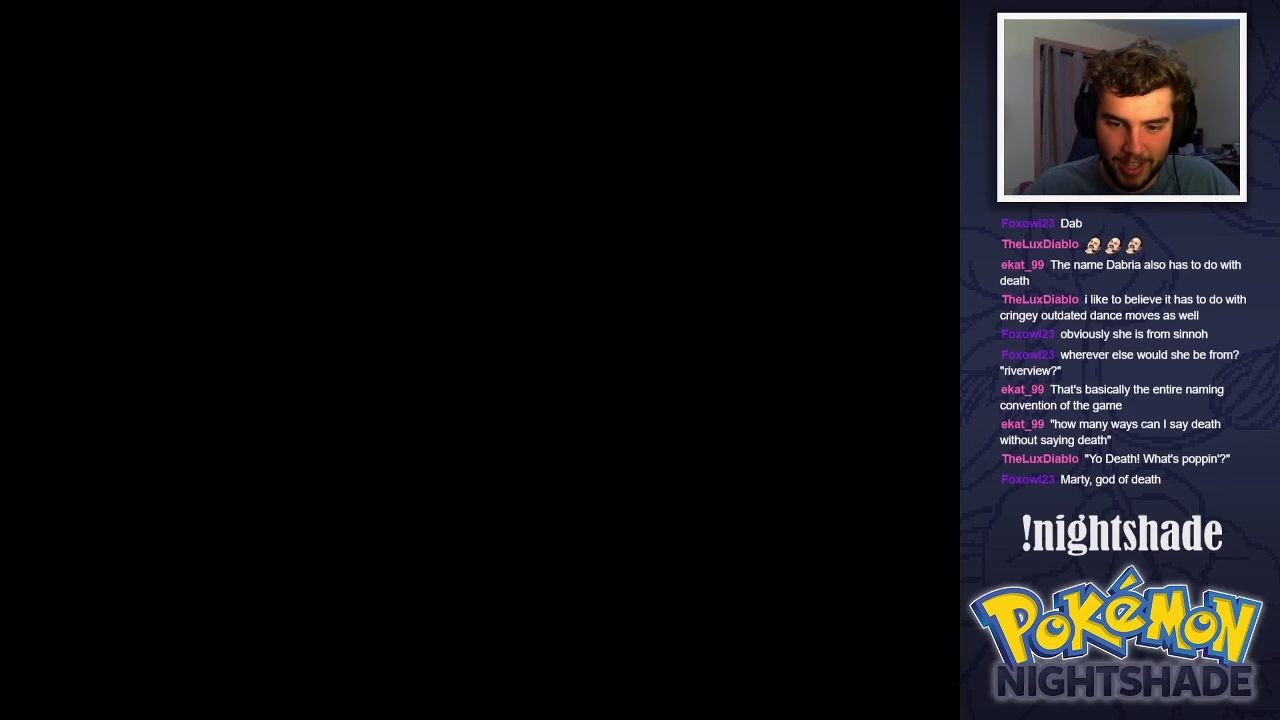 Foxowl23 Dab
TheLuxDiablo
ekat_99 The name Dabria also has to do with
death
TheLuxDiablo i like to believe it has to do with
cringey outdated dance moves as well
Foxowl23 obviously she is from sinnoh
Foxowl23 wherever else would she be from?
"riverview?"
ekat_99 That's basically the entire naming
convention of the game
ekat_99 "how many ways can I say death
without saying death"
TheLuxDiablo "Yo Death! What's poppin'?"
Foxowl23 Marty, god of death
!nightshade
POKéMON
NIGHTSHADE